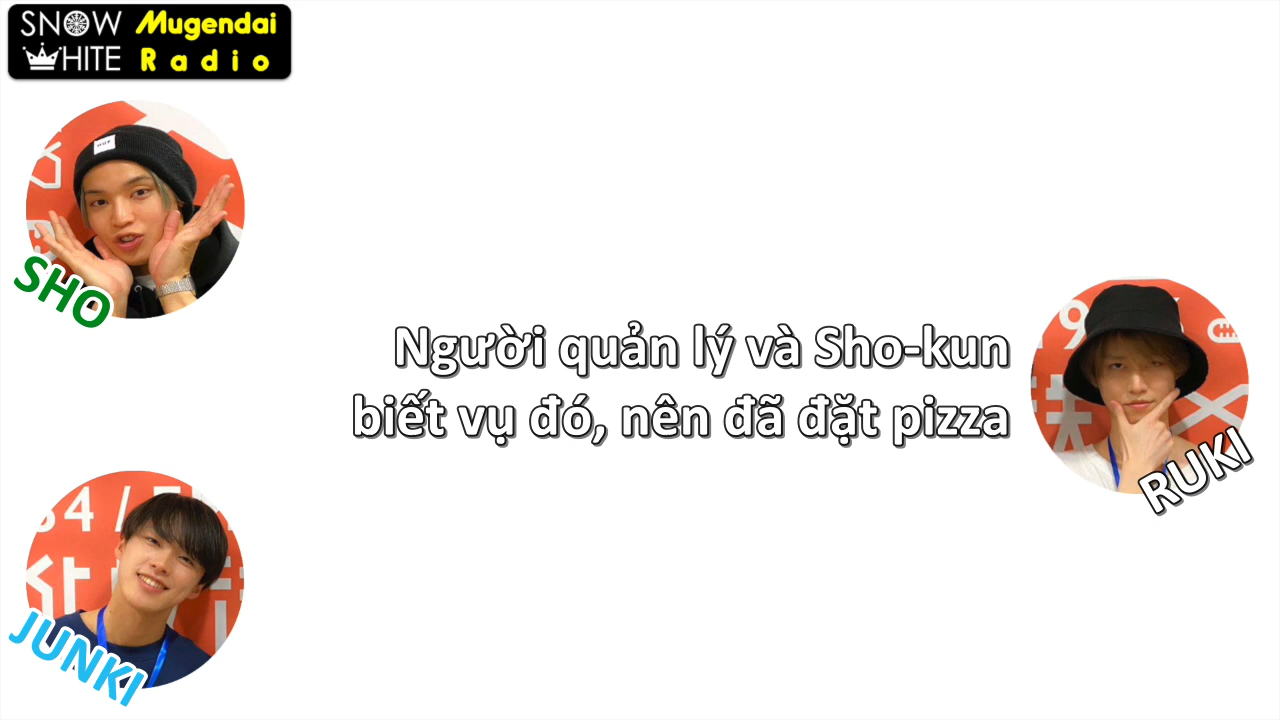 SNOW WHITE
Mugendai Radio
SHO
Người quản lý và Sho-kun
biết vụ đó, nên đã đặt pizza
RUKI
JUNKI